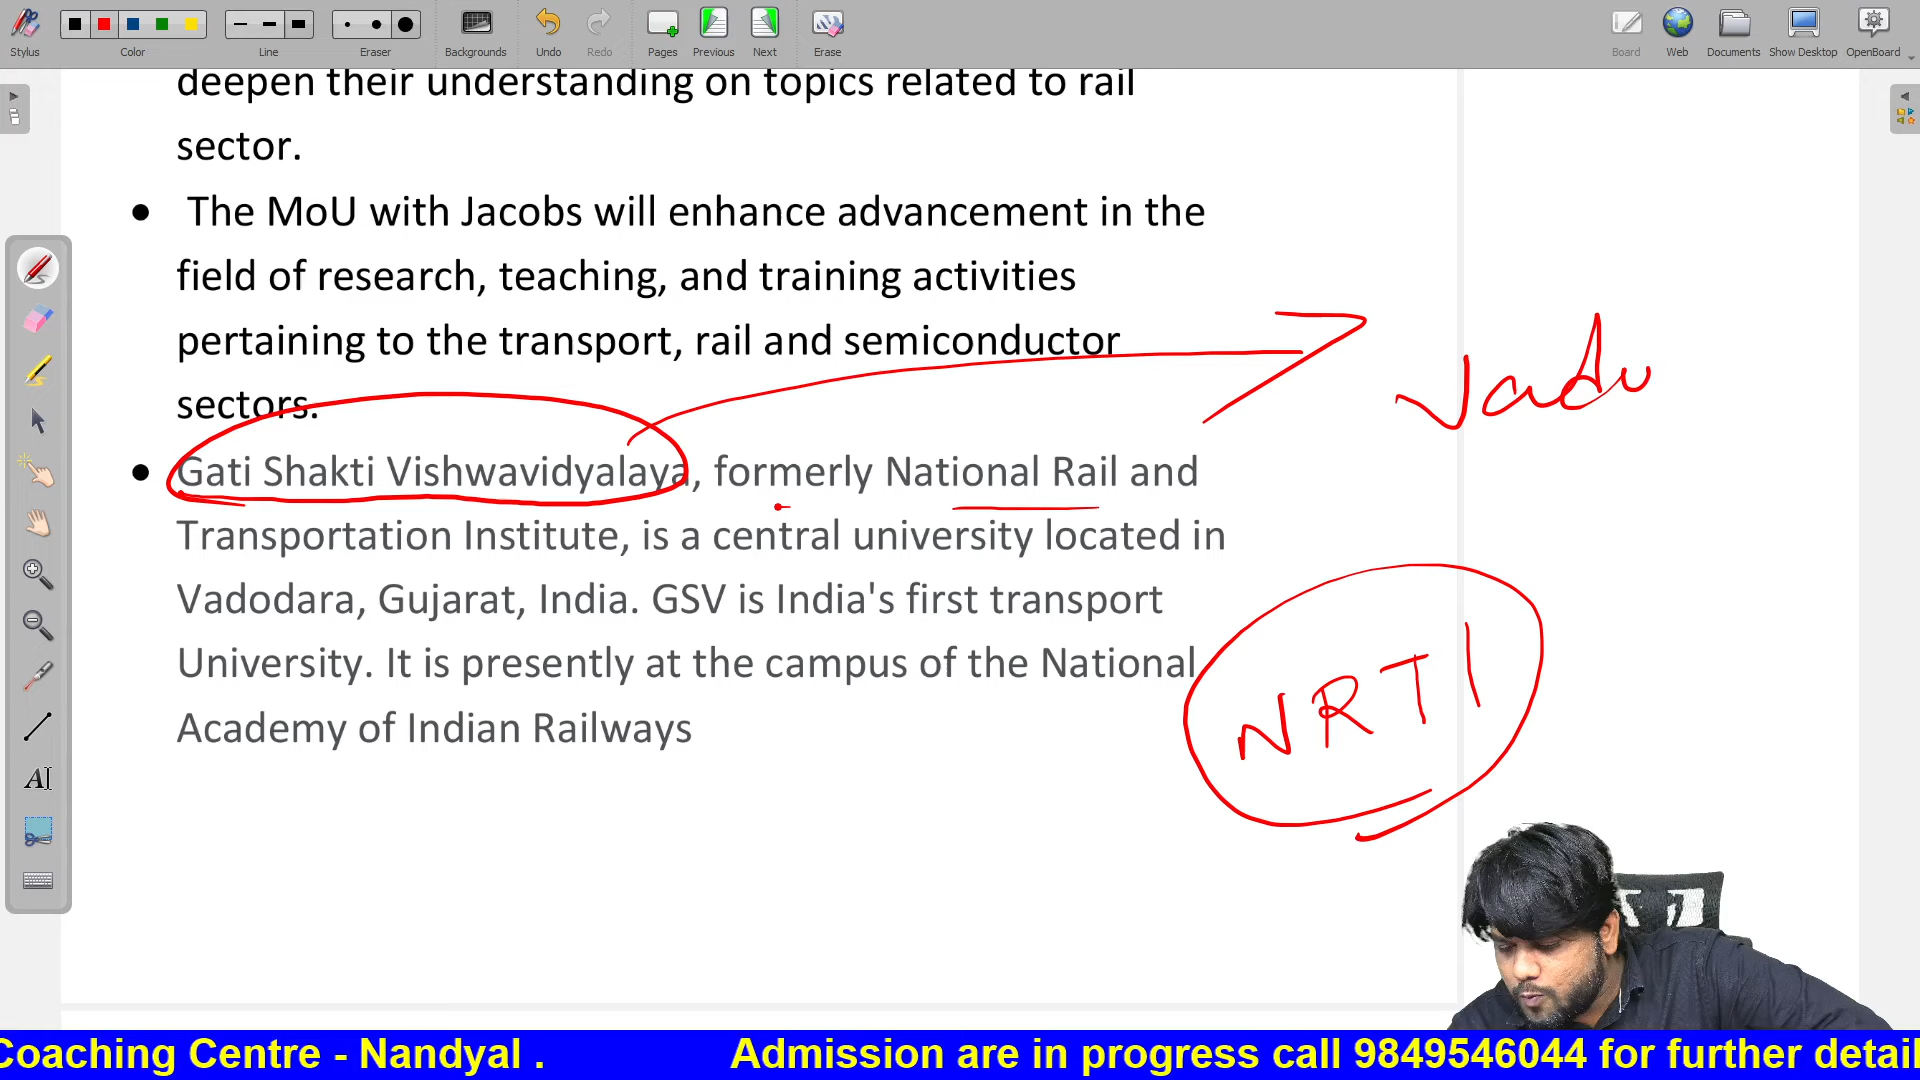 Stylus
Color
Line
Eraser
Backgrounds
Undo
Redo
Pages
Previous
Next
Erase
Board
Web
Documents
Show Desktop
OpenBoard
deepen their understanding on topics related to rail
sector.
• The MoU with Jacobs will enhance advancement in the
field of research, teaching, and training activities
pertaining to the transport, rail and semiconductor
sectors.
Vado
• Gati Shakti Vishwavidyalaya, formerly National Rail and
Transportation Institute, is a central university located in
Vadodara, Gujarat, India. GSV is India's first transport
University. It is presently at the campus of the National
Academy of Indian Railways
NRTI
Coaching Centre - Nandyal .
Admission are in progress call 9849546044 for further detail